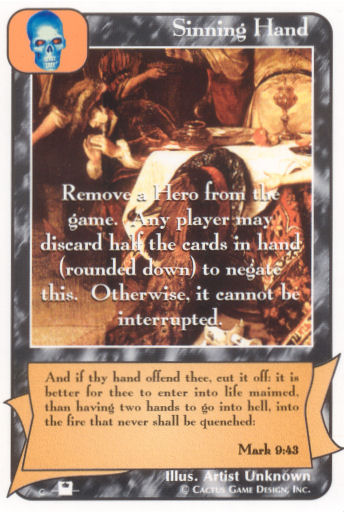 Sinning Hand
Remove a Hero from the
game. Any player may
discard half the cards in hand
(rounded down) to negate
this. Otherwise, it cannot be
interrupted.
And if thy hand offend thee, cut it off: it is
better for thee to enter into life maimed,
than having two hands to go into hell, into
the fire that never shall be quenched:
Mark 9:43
Illus. Artist Unknown
C © Cactus Game Design, Inc.